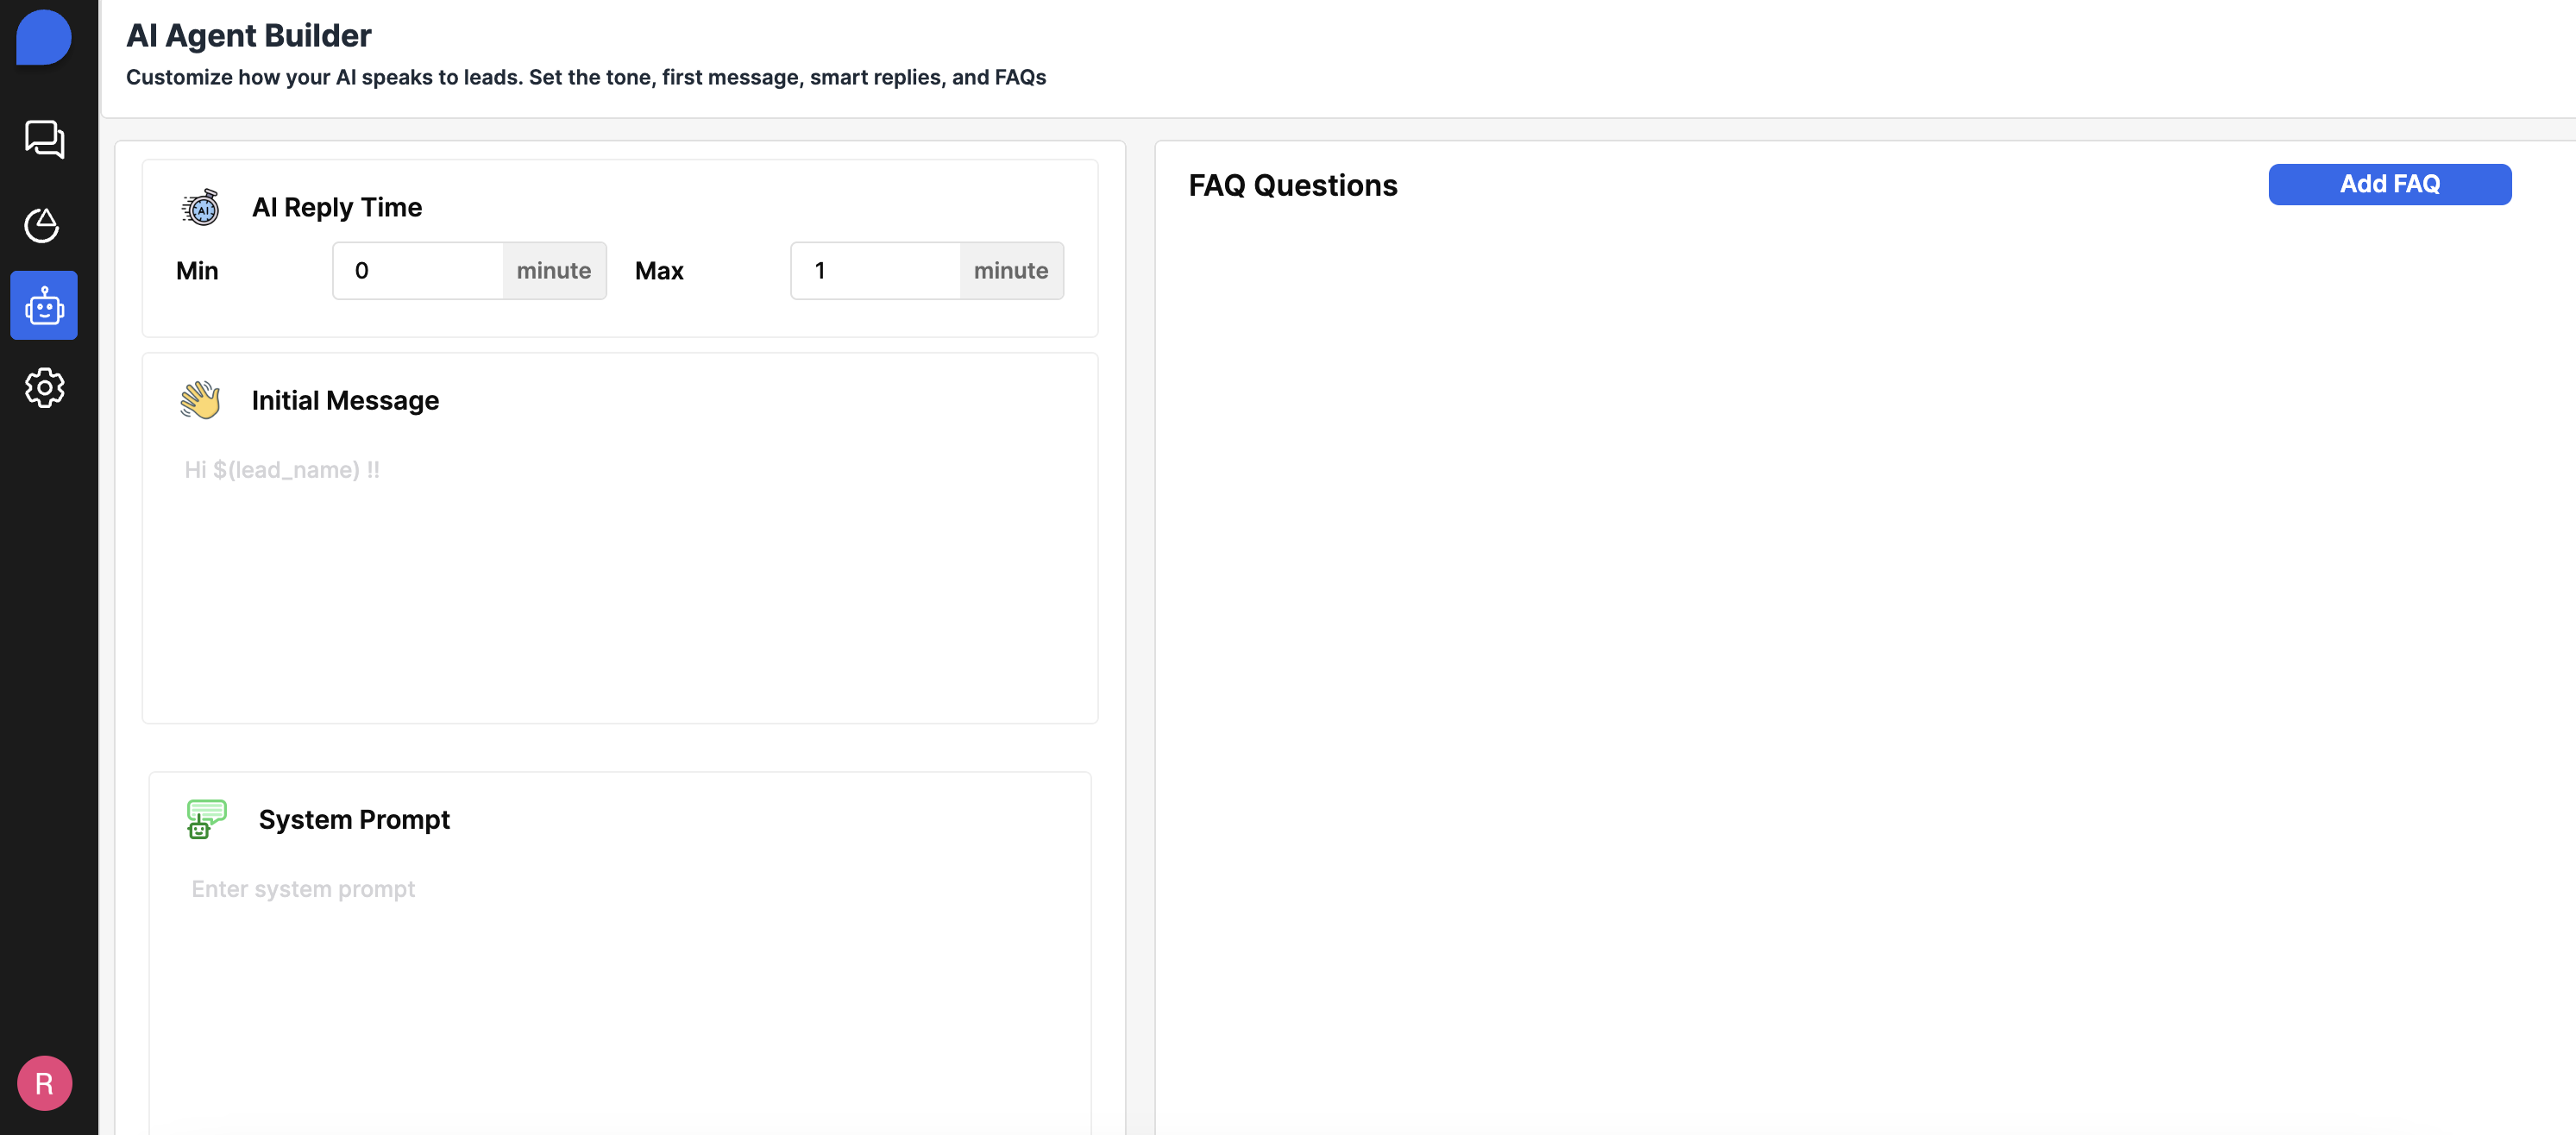 AI Agent Builder
Customize how your AI speaks to leads. Set the tone, first message, smart replies, and FAQs
AI
AI Reply Time
Min
0
minute
Max
1
minute
Initial Message
Hi $(lead_name) !!
System Prompt
Enter system prompt
FAQ Questions
Add FAQ
R